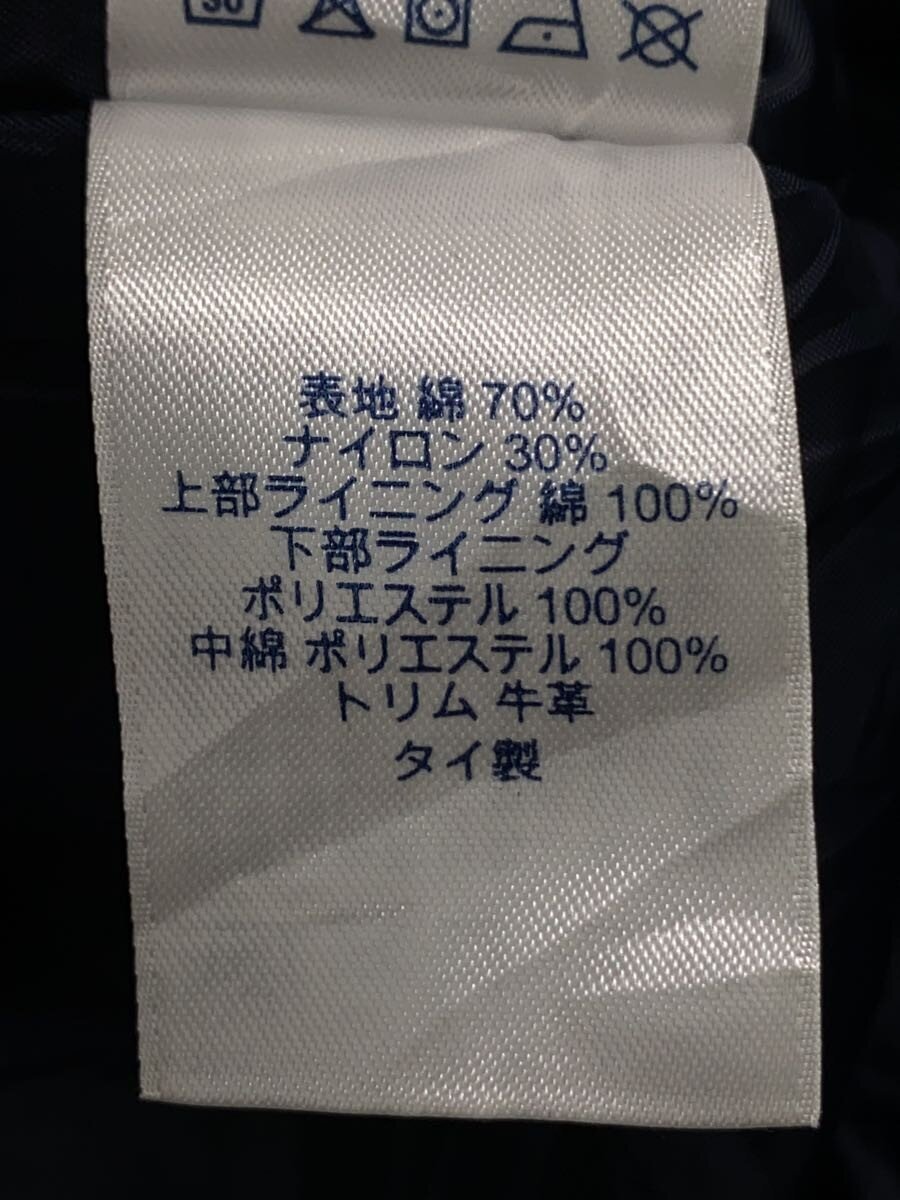 30
表地 綿 70%
ナイロン 30%
上部ライニング 綿 100%
下部ライニング
ポリエステル 100%
中綿 ポリエステル 100%
トリム 牛革
タイ製